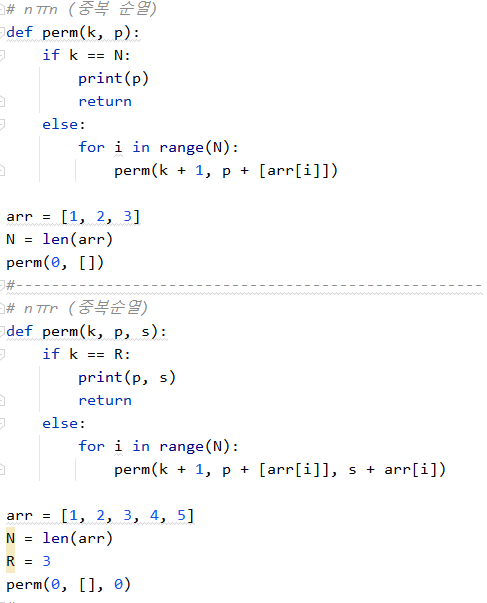 # nπn (중복 순열)
def perm(k, p):
    if k == N:
        print(p)
        return
    else:
        for i in range(N):
            perm(k + 1, p + [arr[i]])
arr = [1, 2, 3]
N = len(arr)
perm(0, [])
#----------------------------------------------------
# nπr (중복순열)
def perm(k, p, s):
    if k == R:
        print(p, s)
        return
    else:
        for i in range(N):
            perm(k + 1, p + [arr[i]], s + arr[i])
arr = [1, 2, 3, 4, 5]
N = len(arr)
R = 3
perm(0, [], 0)